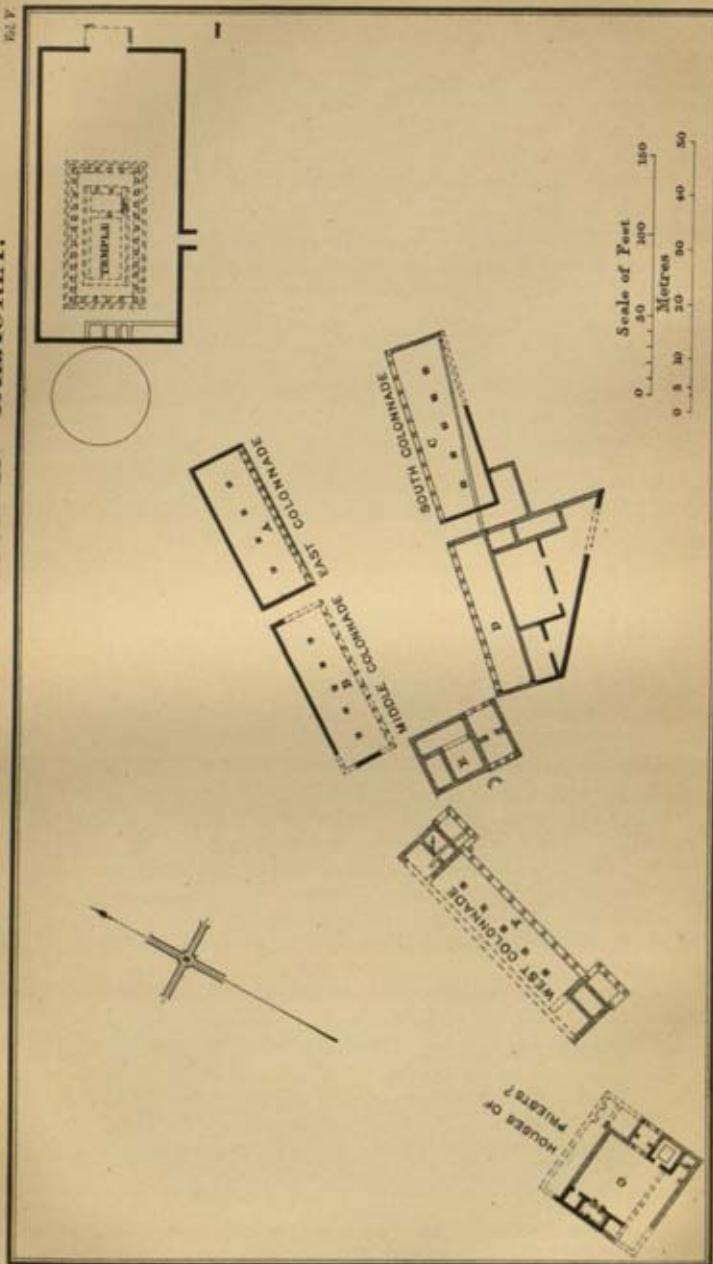 Vol. V.
TEMPLE
EAST COLONNADE
A
MIDDLE COLONNADE
B
SOUTH COLONNADE
C
D
E
WEST COLONNADE
F
HOUSES OF
PRIESTS?
G
Scale of Feet
0 50 100 150
Metres
0 5 10 20 30 40 50